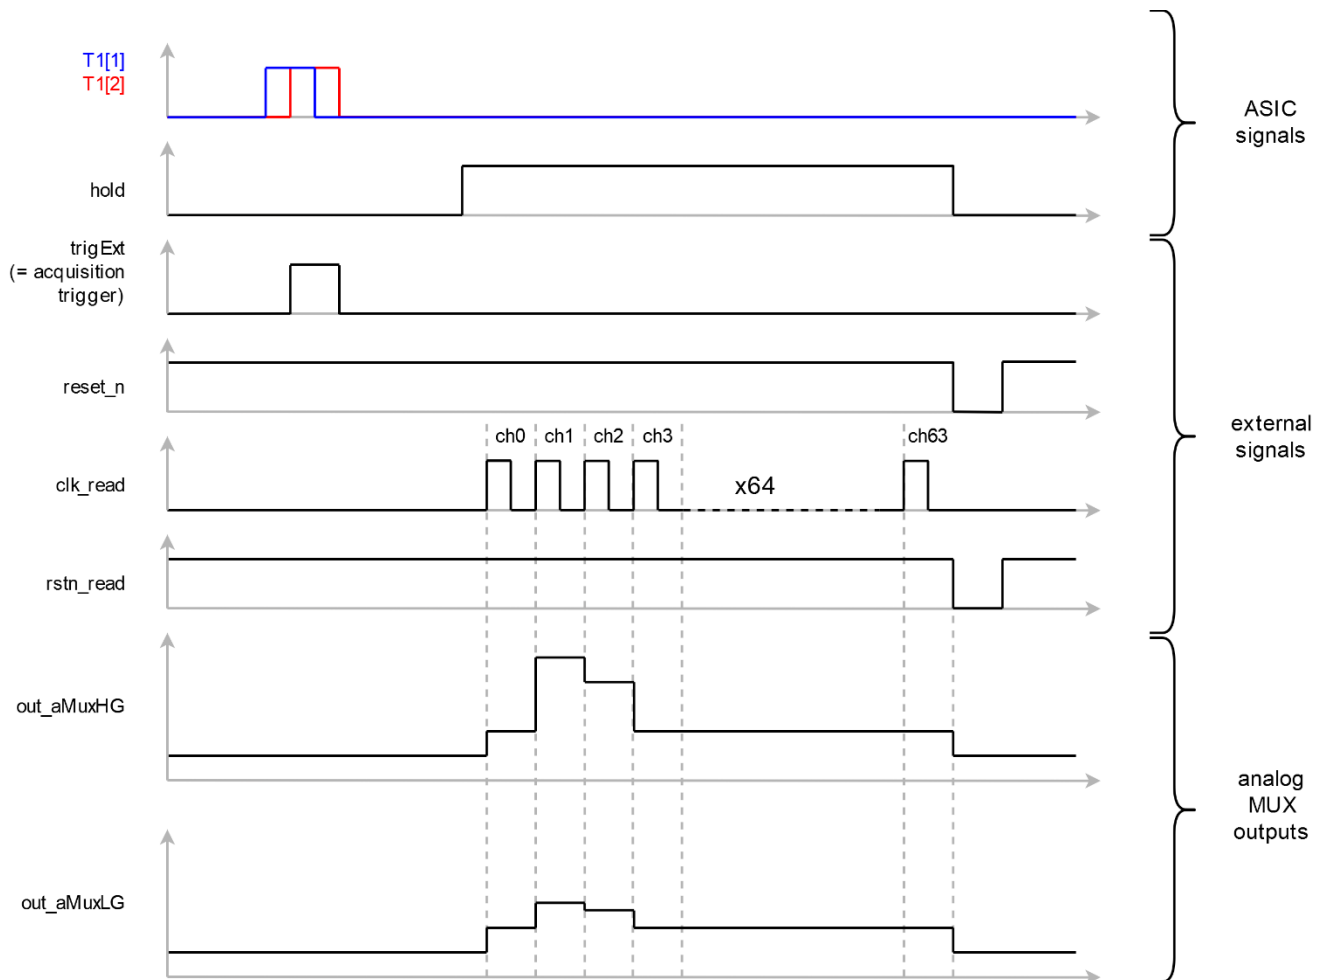 T1[1]
T1[2]
ASIC
signals
hold
trigExt
(= acquisition
trigger)
reset_n
external
signals
ch0 ch1 ch2 ch3 ch63
clk_read
x64
rstn_read
out_aMuxHG
analog
MUX
outputs
out_aMuxLG